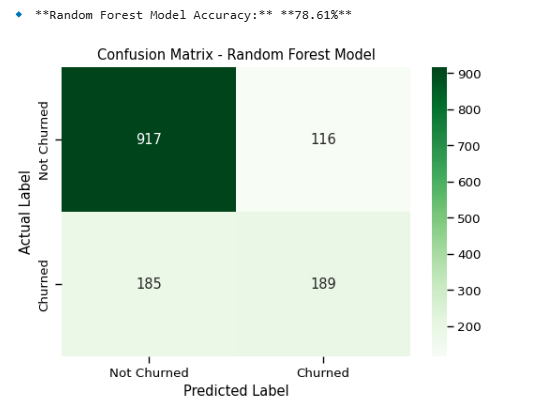 **Random Forest Model Accuracy:** **78.61%**
Confusion Matrix - Random Forest Model
900
800
700
600
500
400
300
200
Actual Label
Not Churned
917
116
Churned
185
189
Not Churned
Churned
Predicted Label